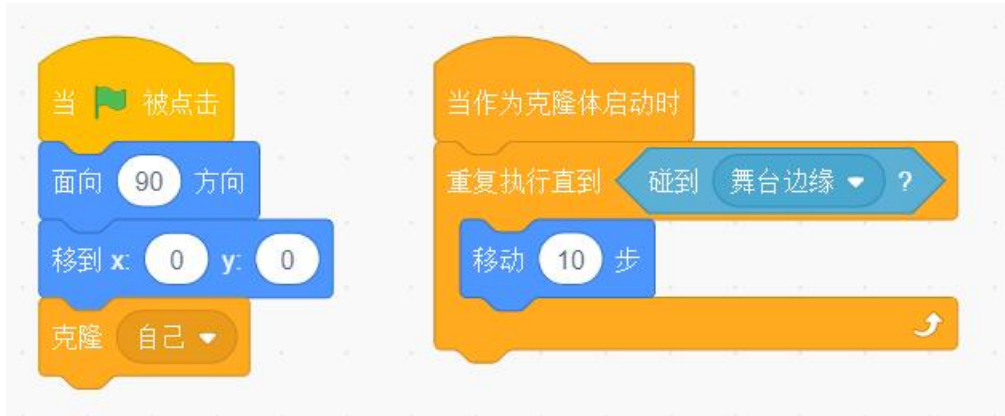 当 被点击
面向 90 方向
移到 x: 0 y: 0
克隆 自己
当作为克隆体启动时
重复执行直到 碰到 舞台边缘 ?
移动 10 步